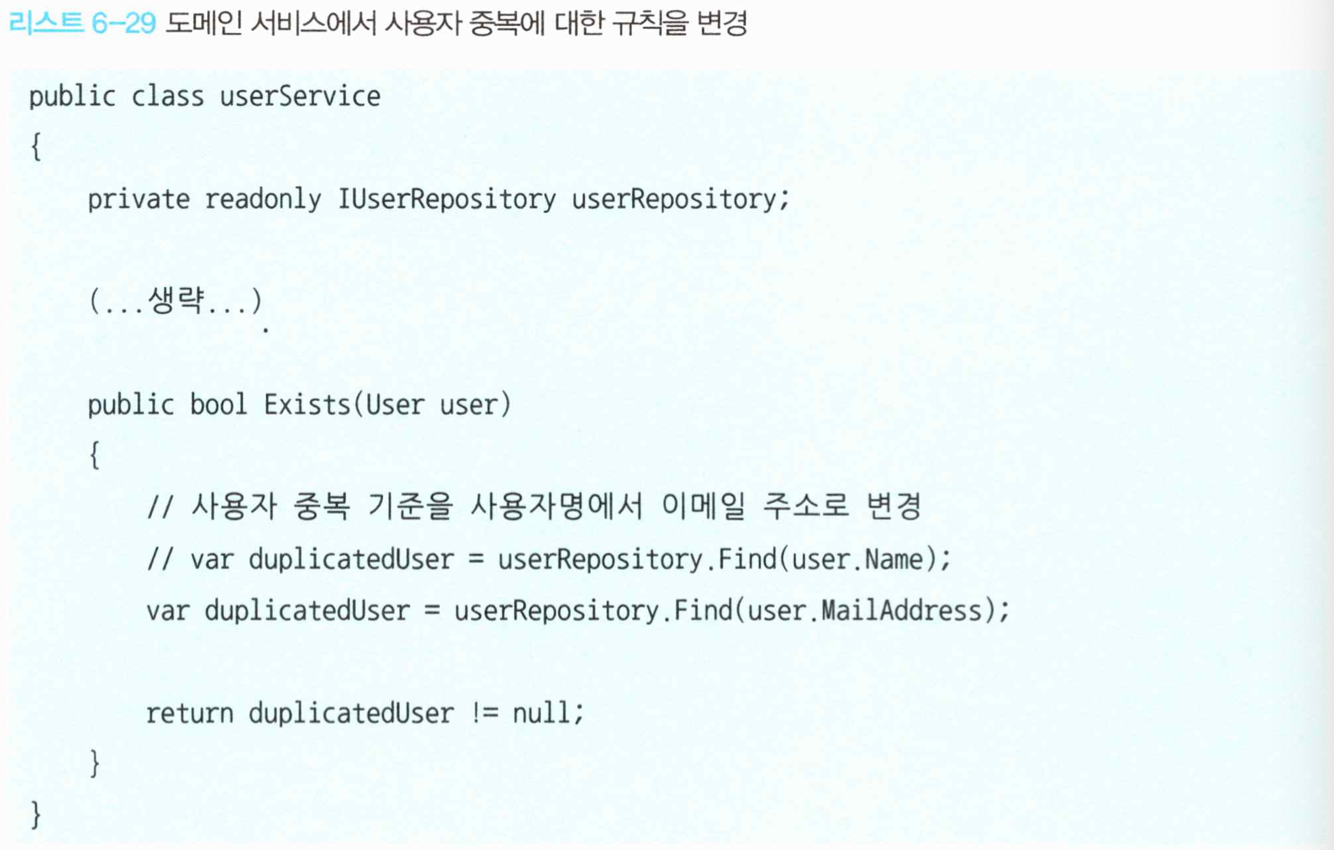 리스트 6-29 도메인 서비스에서 사용자 중복에 대한 규칙을 변경
public class userService
{
    private readonly IUserRepository userRepository;
    (...생략...)
    public bool Exists(User user)
    {
        // 사용자 중복 기준을 사용자명에서 이메일 주소로 변경
        // var duplicatedUser = userRepository.Find(user.Name);
        var duplicatedUser = userRepository.Find(user.MailAddress);
        return duplicatedUser != null;
    }
}